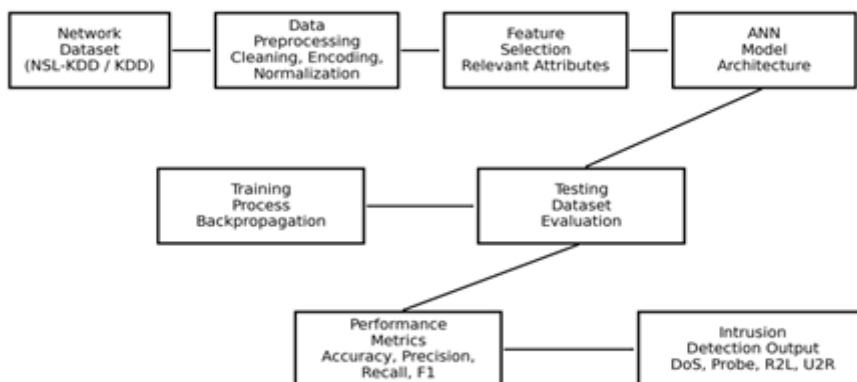 Network
Dataset
(NSL-KDD / KDD)
Data
Preprocessing
Cleaning, Encoding,
Normalization
Feature
Selection
Relevant Attributes
ANN
Model
Architecture
Training
Process
Backpropagation
Testing
Dataset
Evaluation
Performance
Metrics
Accuracy, Precision,
Recall, F1
Intrusion
Detection Output
DoS, Probe, R2L, U2R